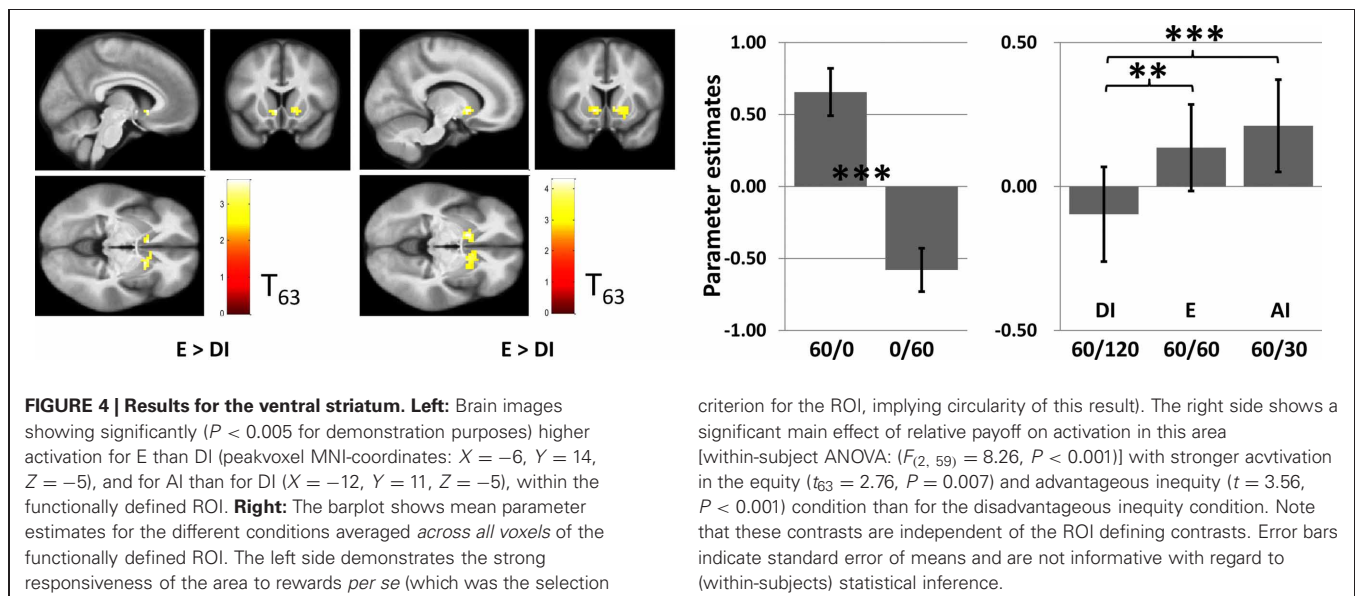 3
2
1
0
T63
E > DI
4
3
2
1
0
T63
E > DI
Parameter estimates
1.00
0.50
0.00
-0.50
-1.00
***
60/0 0/60
0.50
0.00
-0.50
***
**
DI E AI
60/120 60/60 60/30
FIGURE 4 | Results for the ventral striatum. Left: Brain images
showing significantly (P < 0.005 for demonstration purposes) higher
activation for E than DI (peakvoxel MNI-coordinates: X = −6, Y = 14,
Z = −5), and for AI than for DI (X = −12, Y = 11, Z = −5), within the
functionally defined ROI. Right: The barplot shows mean parameter
estimates for the different conditions averaged across all voxels of the
functionally defined ROI. The left side demonstrates the strong
responsiveness of the area to rewards per se (which was the selection
criterion for the ROI, implying circularity of this result). The right side shows a
significant main effect of relative payoff on activation in this area
[within-subject ANOVA: (F(2, 59) = 8.26, P < 0.001)] with stronger acvtivation
in the equity (t63 = 2.76, P = 0.007) and advantageous inequity (t = 3.56,
P < 0.001) condition than for the disadvantageous inequity condition. Note
that these contrasts are independent of the ROI defining contrasts. Error bars
indicate standard error of means and are not informative with regard to
(within-subjects) statistical inference.